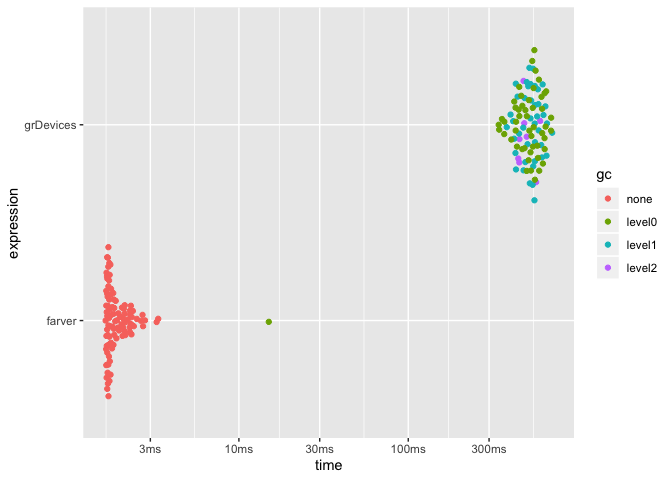 grDevices
farver
expression
3ms
10ms
30ms
100ms
300ms
time
gc
none
level0
level1
level2